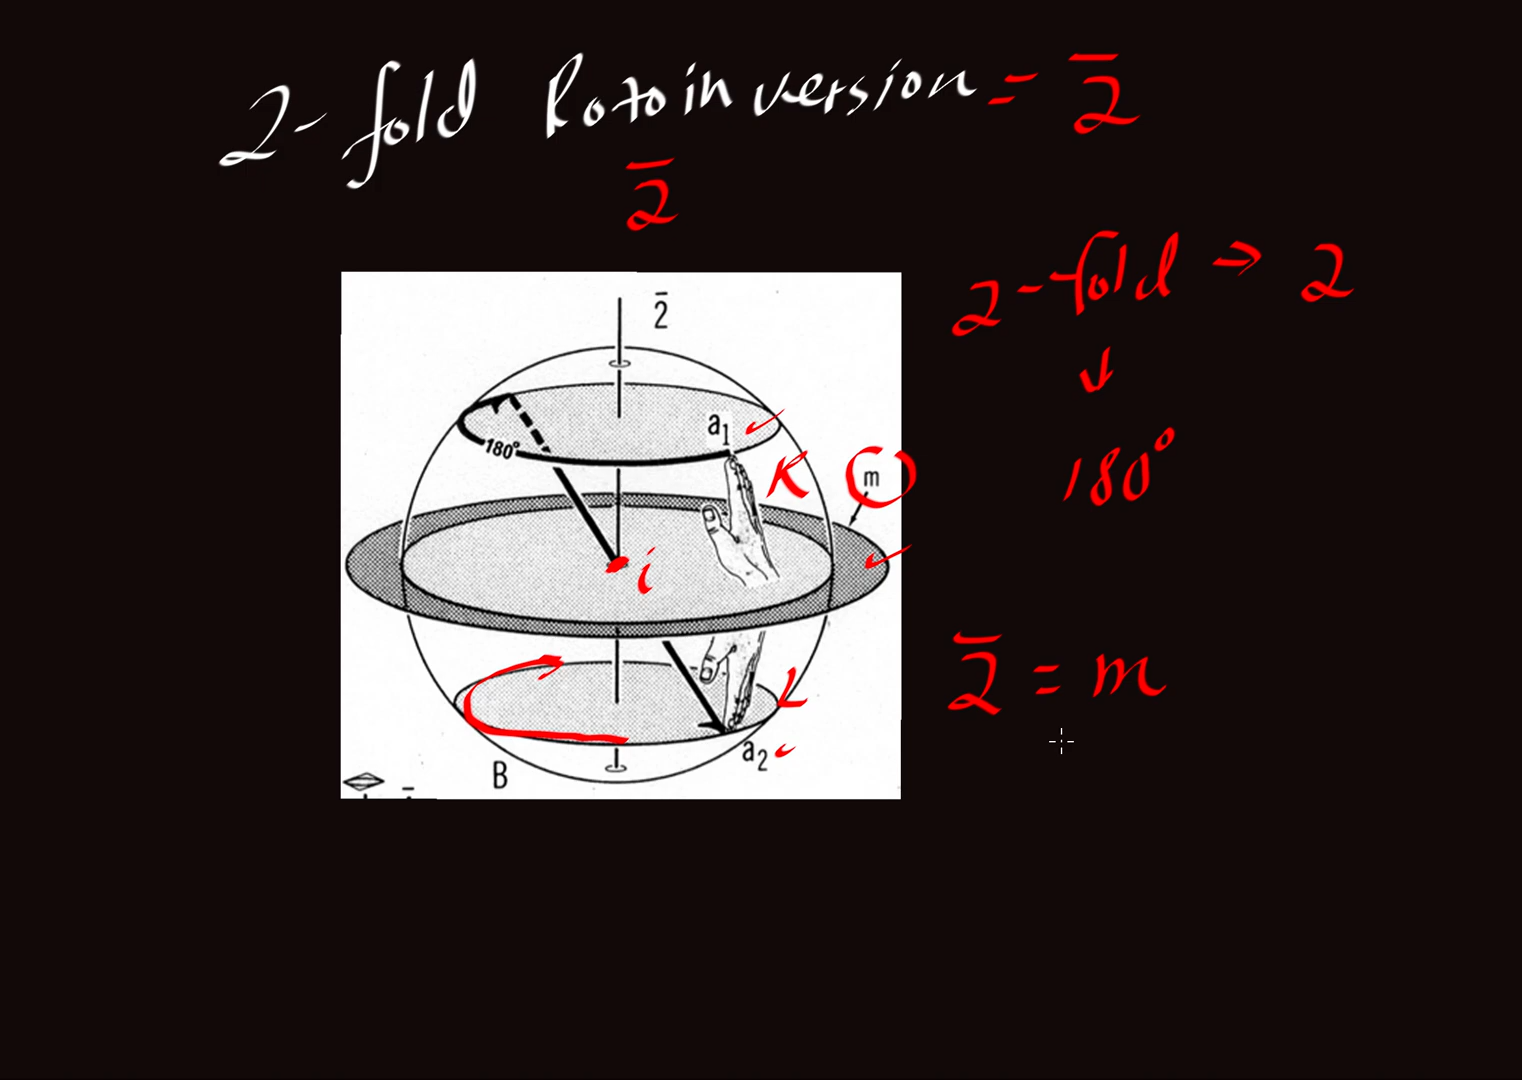 2-fold Rotoinversion = 2̄
2̄
2-fold → 2
↓
180°
2̄ = m
2̄
180°
a₁
R
m
i
L
a₂
B